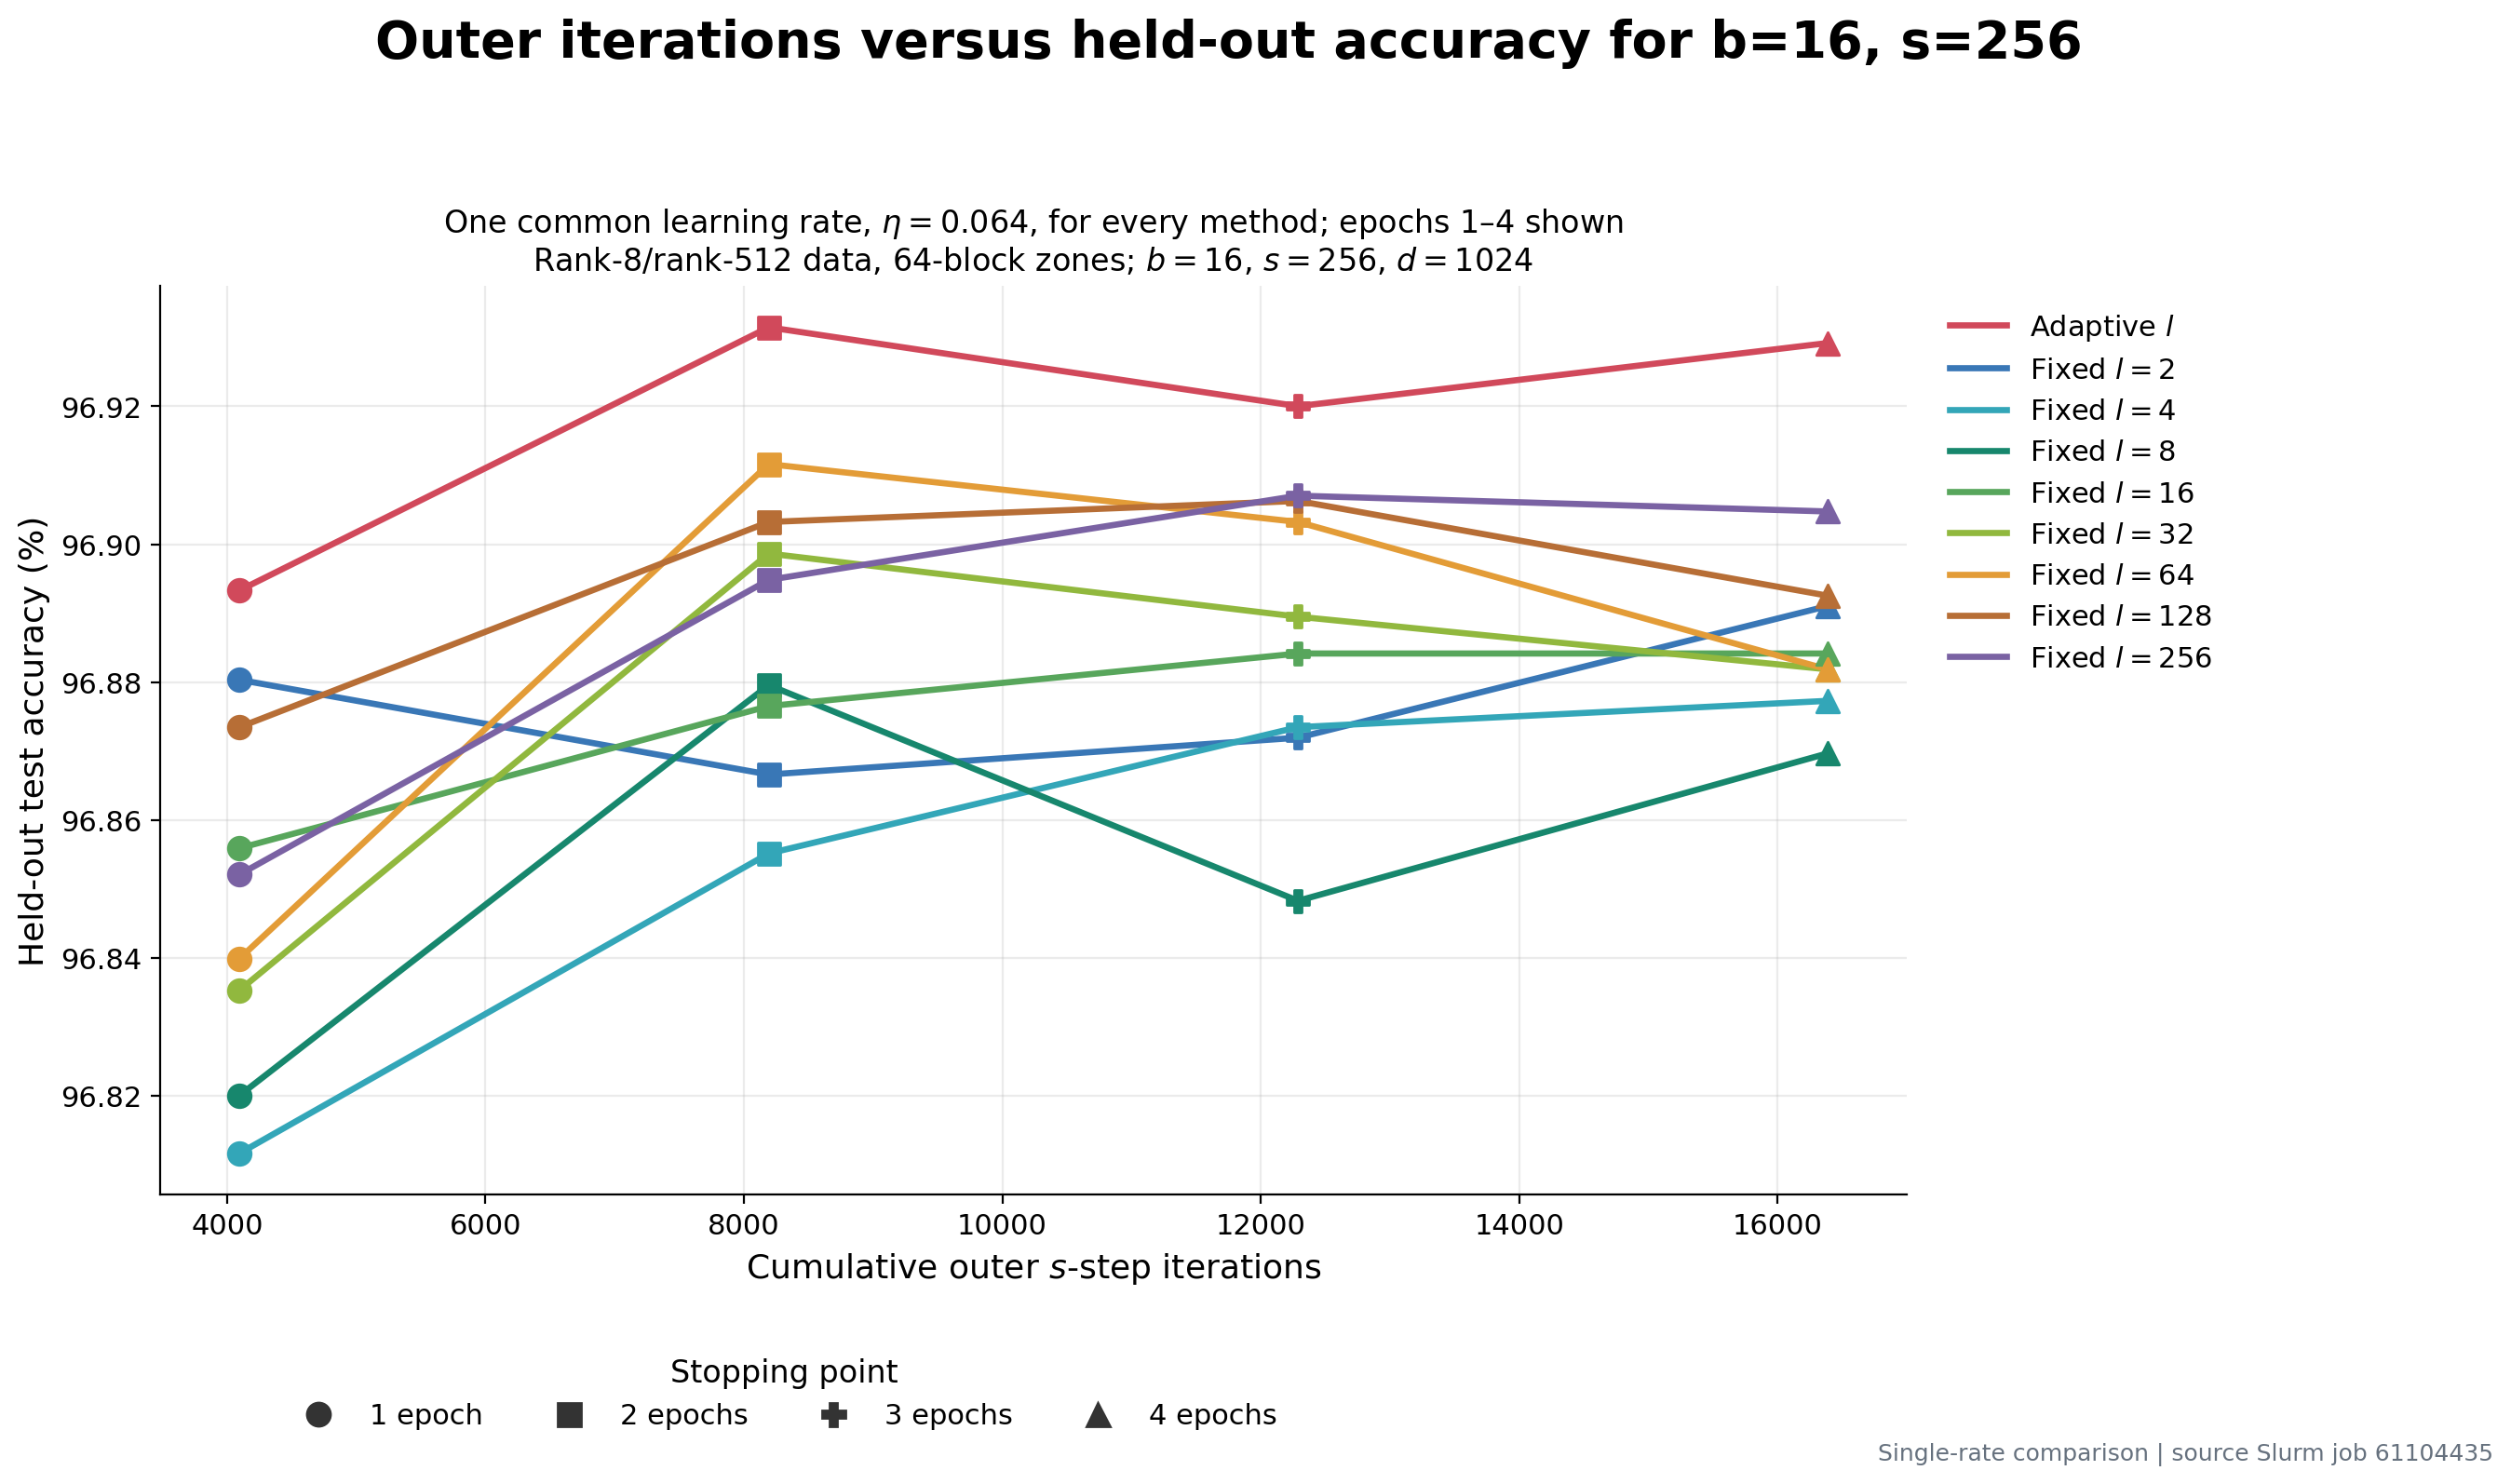 Outer iterations versus held-out accuracy for b=16, s=256
One common learning rate, η = 0.064, for every method; epochs 1–4 shown
Rank-8/rank-512 data, 64-block zones; b = 16, s = 256, d = 1024
Held-out test accuracy (%)
96.92
96.90
96.88
96.86
96.84
96.82
4000 6000 8000 10000 12000 14000 16000
Cumulative outer s-step iterations
Adaptive l
Fixed l = 2
Fixed l = 4
Fixed l = 8
Fixed l = 16
Fixed l = 32
Fixed l = 64
Fixed l = 128
Fixed l = 256
Stopping point
1 epoch 2 epochs 3 epochs 4 epochs
Single-rate comparison | source Slurm job 61104435